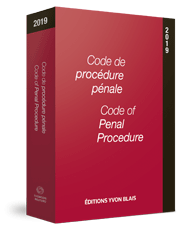 2019
Code de procédure pénale
Code of Penal Procedure
2019
Code de
procédure
pénale
Code of
Penal
Procedure
ÉDITIONS YVON BLAIS